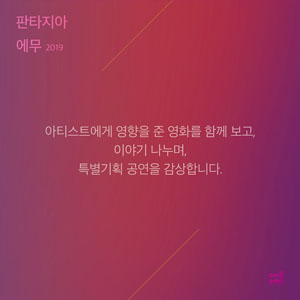 판타지아
에무 2019
아티스트에게 영향을 준 영화를 함께 보고,
이야기 나누며,
특별기획 공연을 감상합니다.